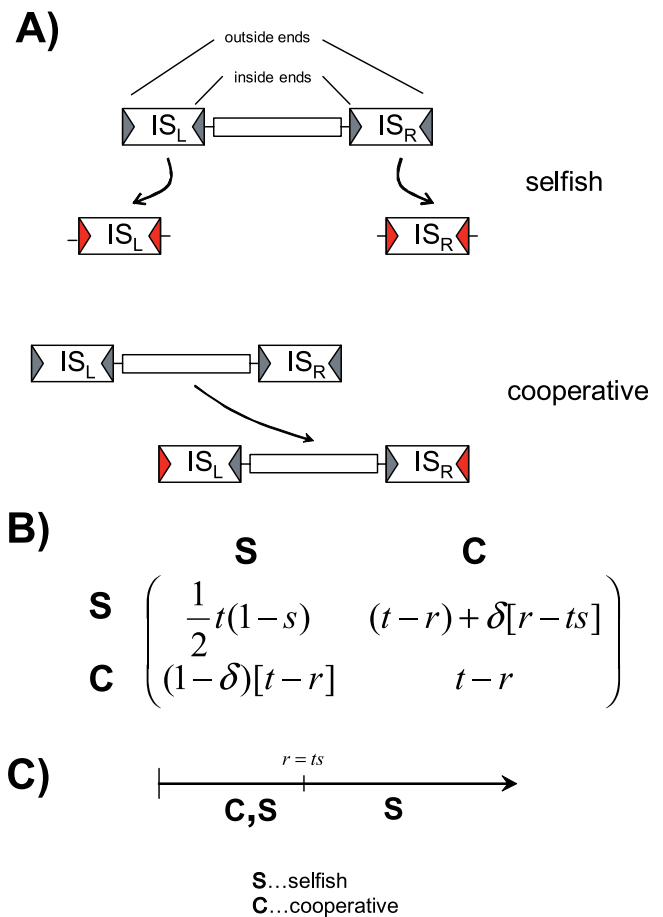 A)
outside ends
inside ends
IS_L IS_R
selfish
IS_L IS_R
IS_L IS_R
cooperative
IS_L IS_R
B)
S C
S 1/2 t(1−s) (t−r)+δ[r−ts]
C (1−δ)[t−r] t−r
C)
r = ts
C,S S
S...selfish
C...cooperative